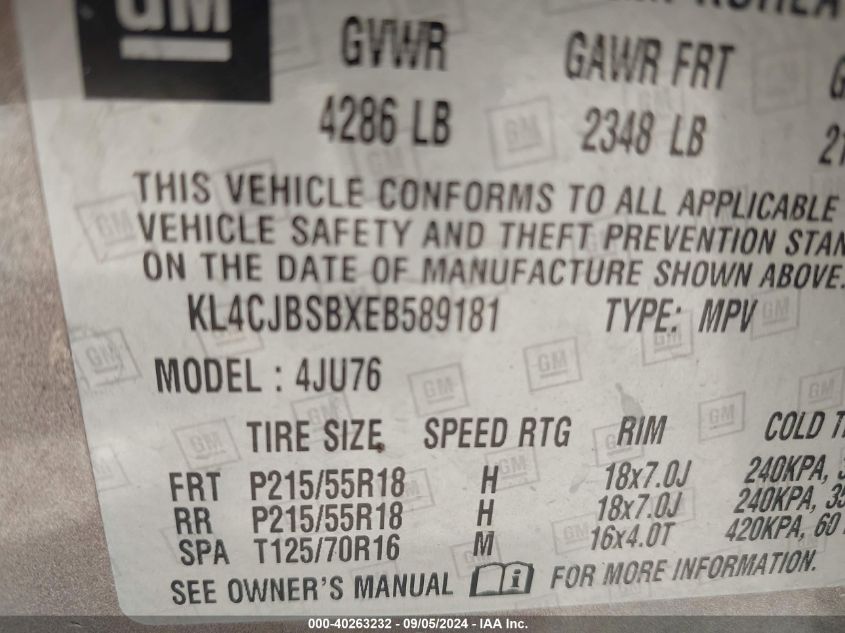 GM
KOREA
GVWR GAWR FRT
4286 LB 2348 LB
THIS VEHICLE CONFORMS TO ALL APPLICABLE
VEHICLE SAFETY AND THEFT PREVENTION STAN
ON THE DATE OF MANUFACTURE SHOWN ABOVE.
KL4CJBSBXEB589181 TYPE: MPV
MODEL : 4JU76
TIRE SIZE SPEED RTG RIM COLD
FRT P215/55R18 H 18x7.0J 240KPA,
RR P215/55R18 H 18x7.0J 240KPA, 35
SPA T125/70R16 M 16x4.0T 420KPA, 60
SEE OWNER'S MANUAL FOR MORE INFORMATION.
000-40263232 - 09/05/2024 - IAA Inc.